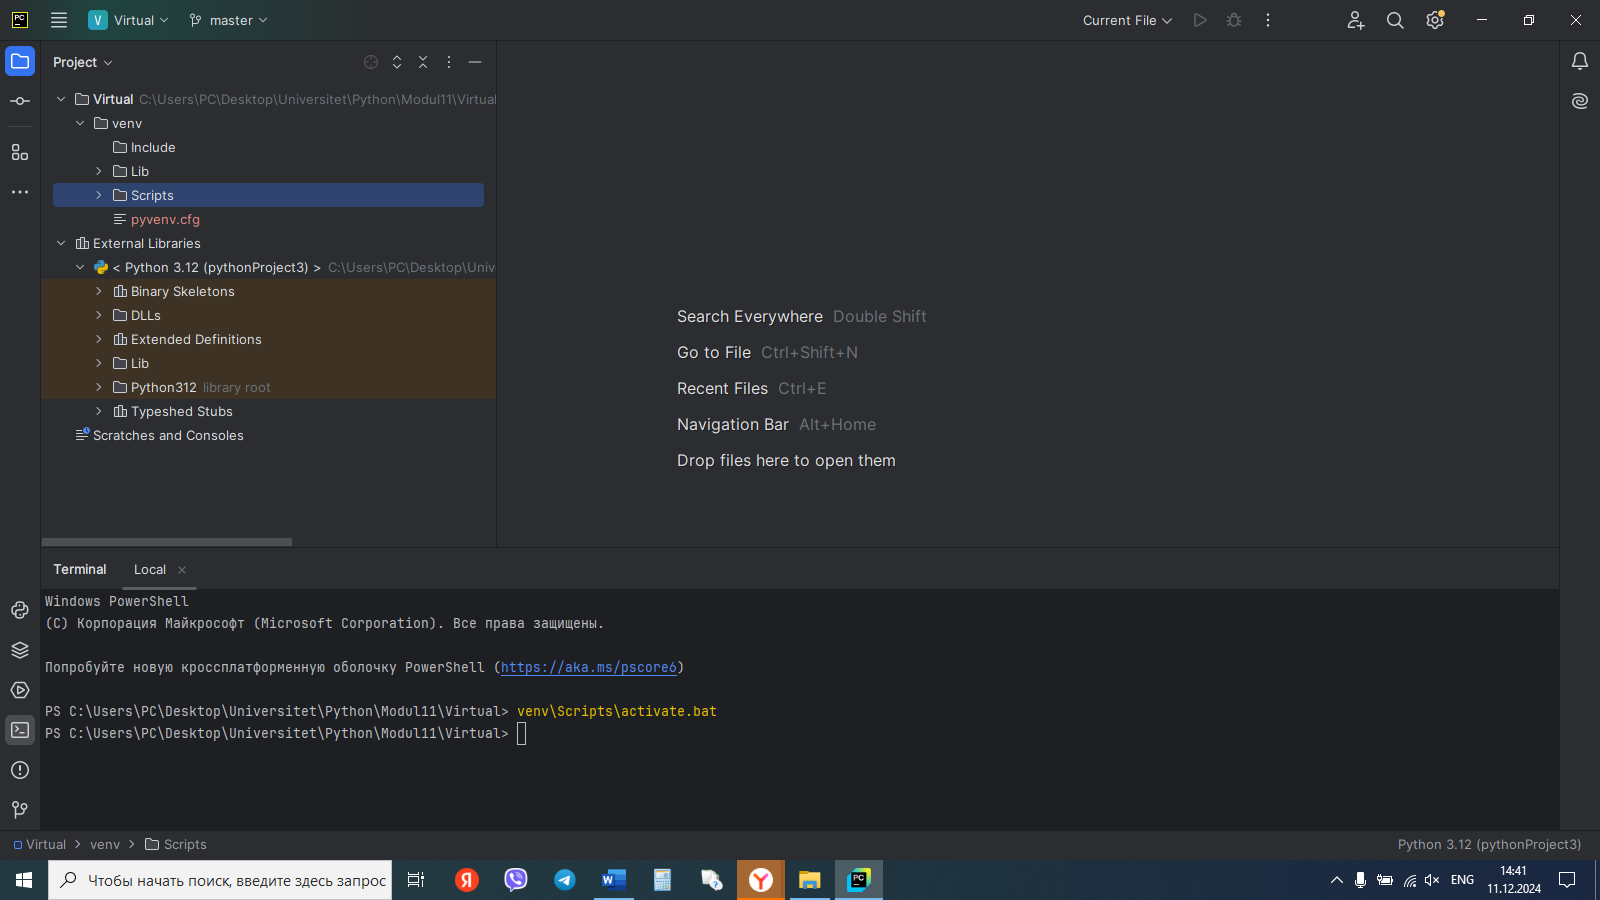 PC V Virtual master Current File
Project
Virtual C:\Users\PC\Desktop\Universitet\Python\Modul11\Virtual
venv
Include
Lib
Scripts
pyvenv.cfg
External Libraries
< Python 3.12 (pythonProject3) > C:\Users\PC\Desktop\Univ
Binary Skeletons
DLLs
Extended Definitions
Lib
Python312 library root
Typeshed Stubs
Scratches and Consoles
Search Everywhere Double Shift
Go to File Ctrl+Shift+N
Recent Files Ctrl+E
Navigation Bar Alt+Home
Drop files here to open them
Terminal Local
Windows PowerShell
(C) Корпорация Майкрософт (Microsoft Corporation). Все права защищены.
Попробуйте новую кроссплатформенную оболочку PowerShell (https://aka.ms/pscore6)
PS C:\Users\PC\Desktop\Universitet\Python\Modul11\Virtual> venv\Scripts\activate.bat
PS C:\Users\PC\Desktop\Universitet\Python\Modul11\Virtual>
Virtual > venv > Scripts Python 3.12 (pythonProject3)
Чтобы начать поиск, введите здесь запрос Я W Y PC ENG 14:41
11.12.2024